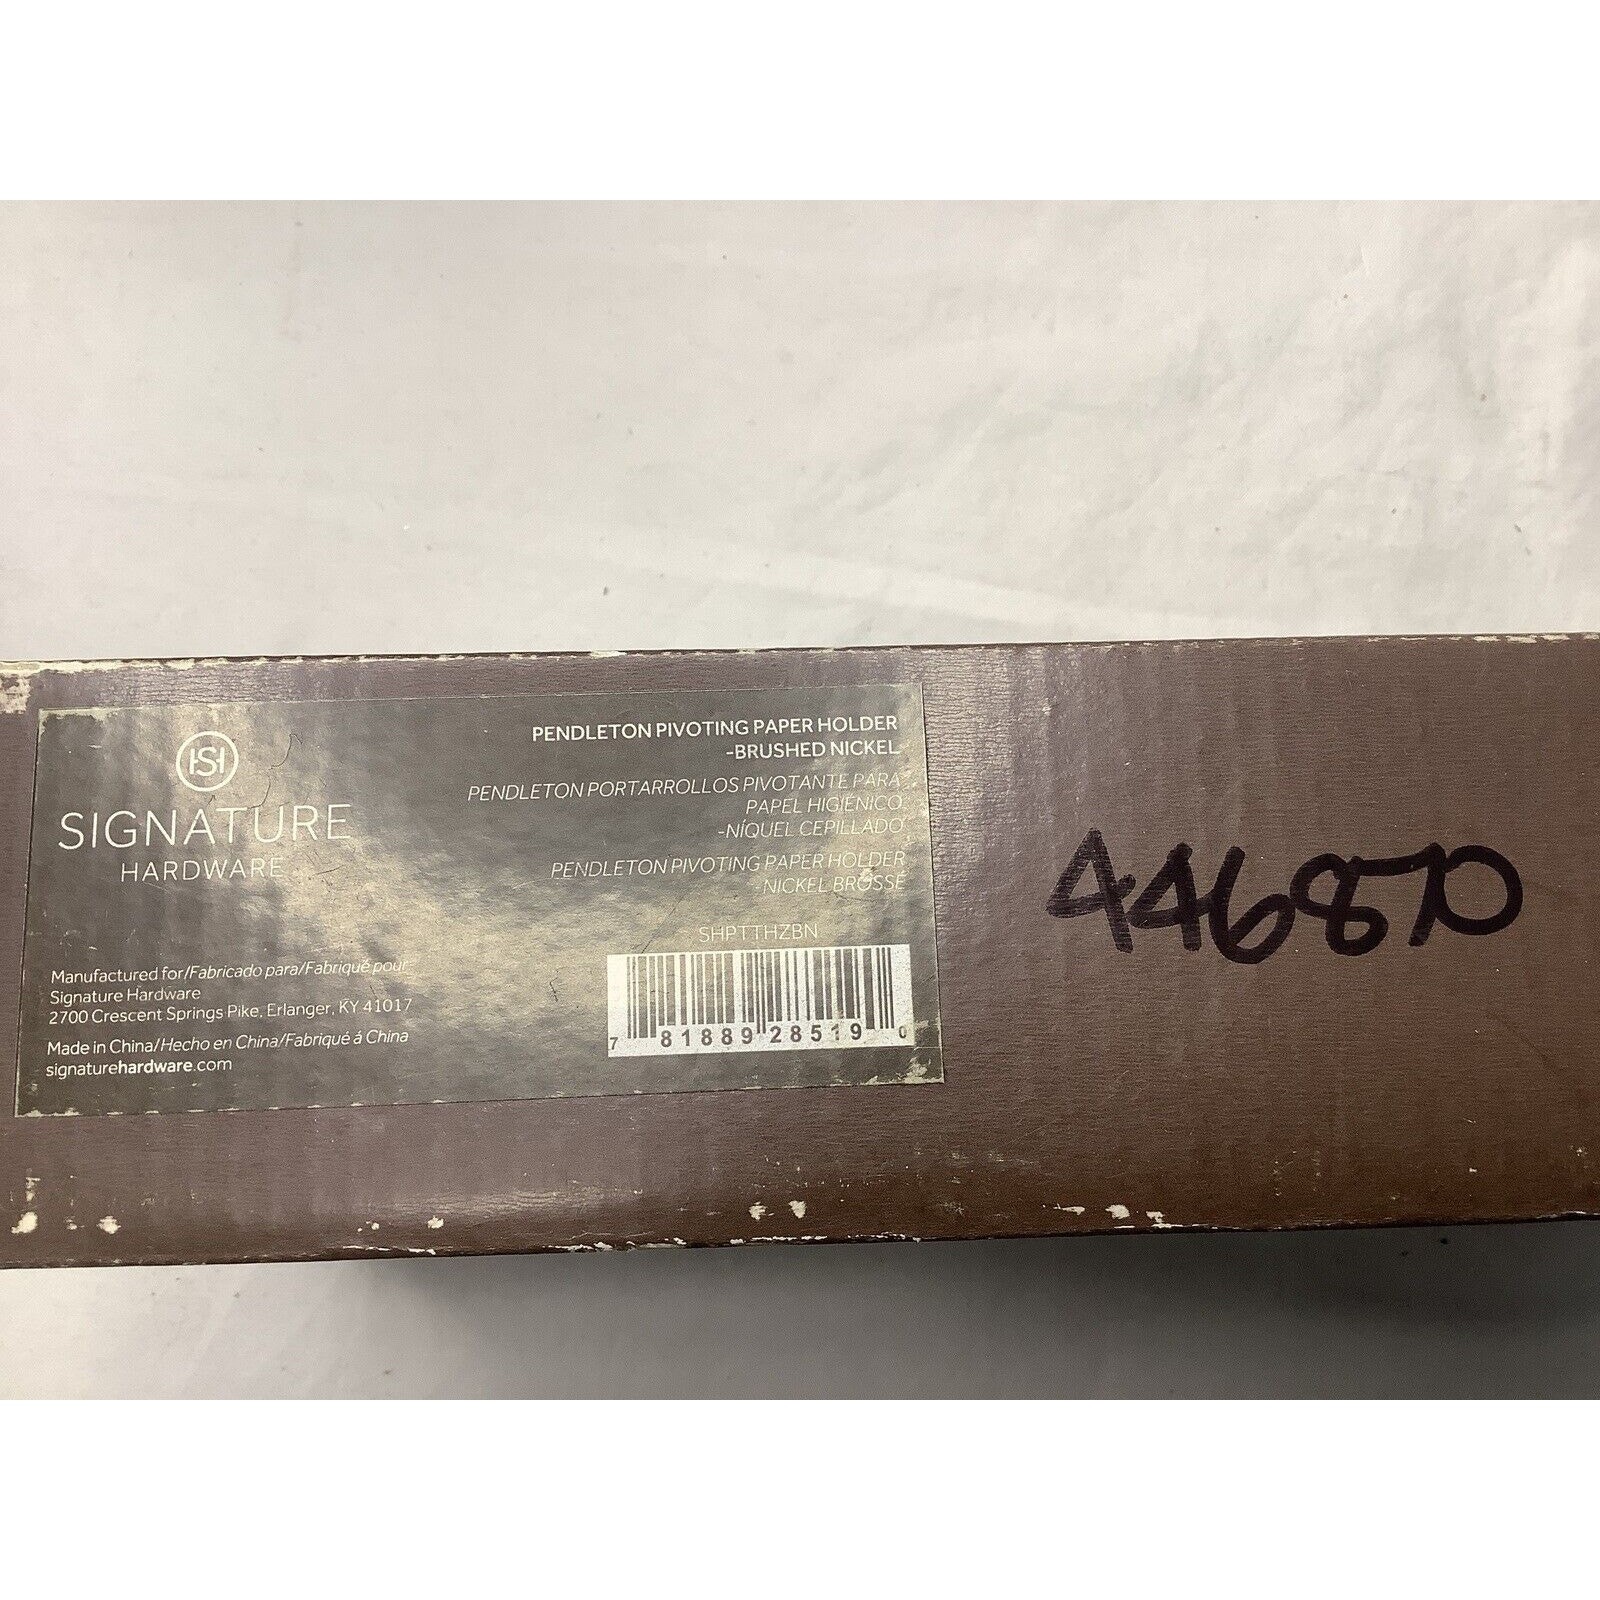 SIGNATURE
HARDWARE
PENDLETON PIVOTING PAPER HOLDER
-BRUSHED NICKEL
PENDLETON PORTARROLLOS PIVOTANTE PARA
PAPEL HIGIÉNICO
-NÍQUEL CEPILLADO
PENDLETON PIVOTING PAPER HOLDER
-NICKEL BROSSÉ
SHPTTHZBN
7 81889 28519 0
Manufactured for/Fabricado para/Fabriqué pour
Signature Hardware
2700 Crescent Springs Pike, Erlanger, KY 41017
Made in China/Hecho en China/Fabriqué á China
signaturehardware.com
446870